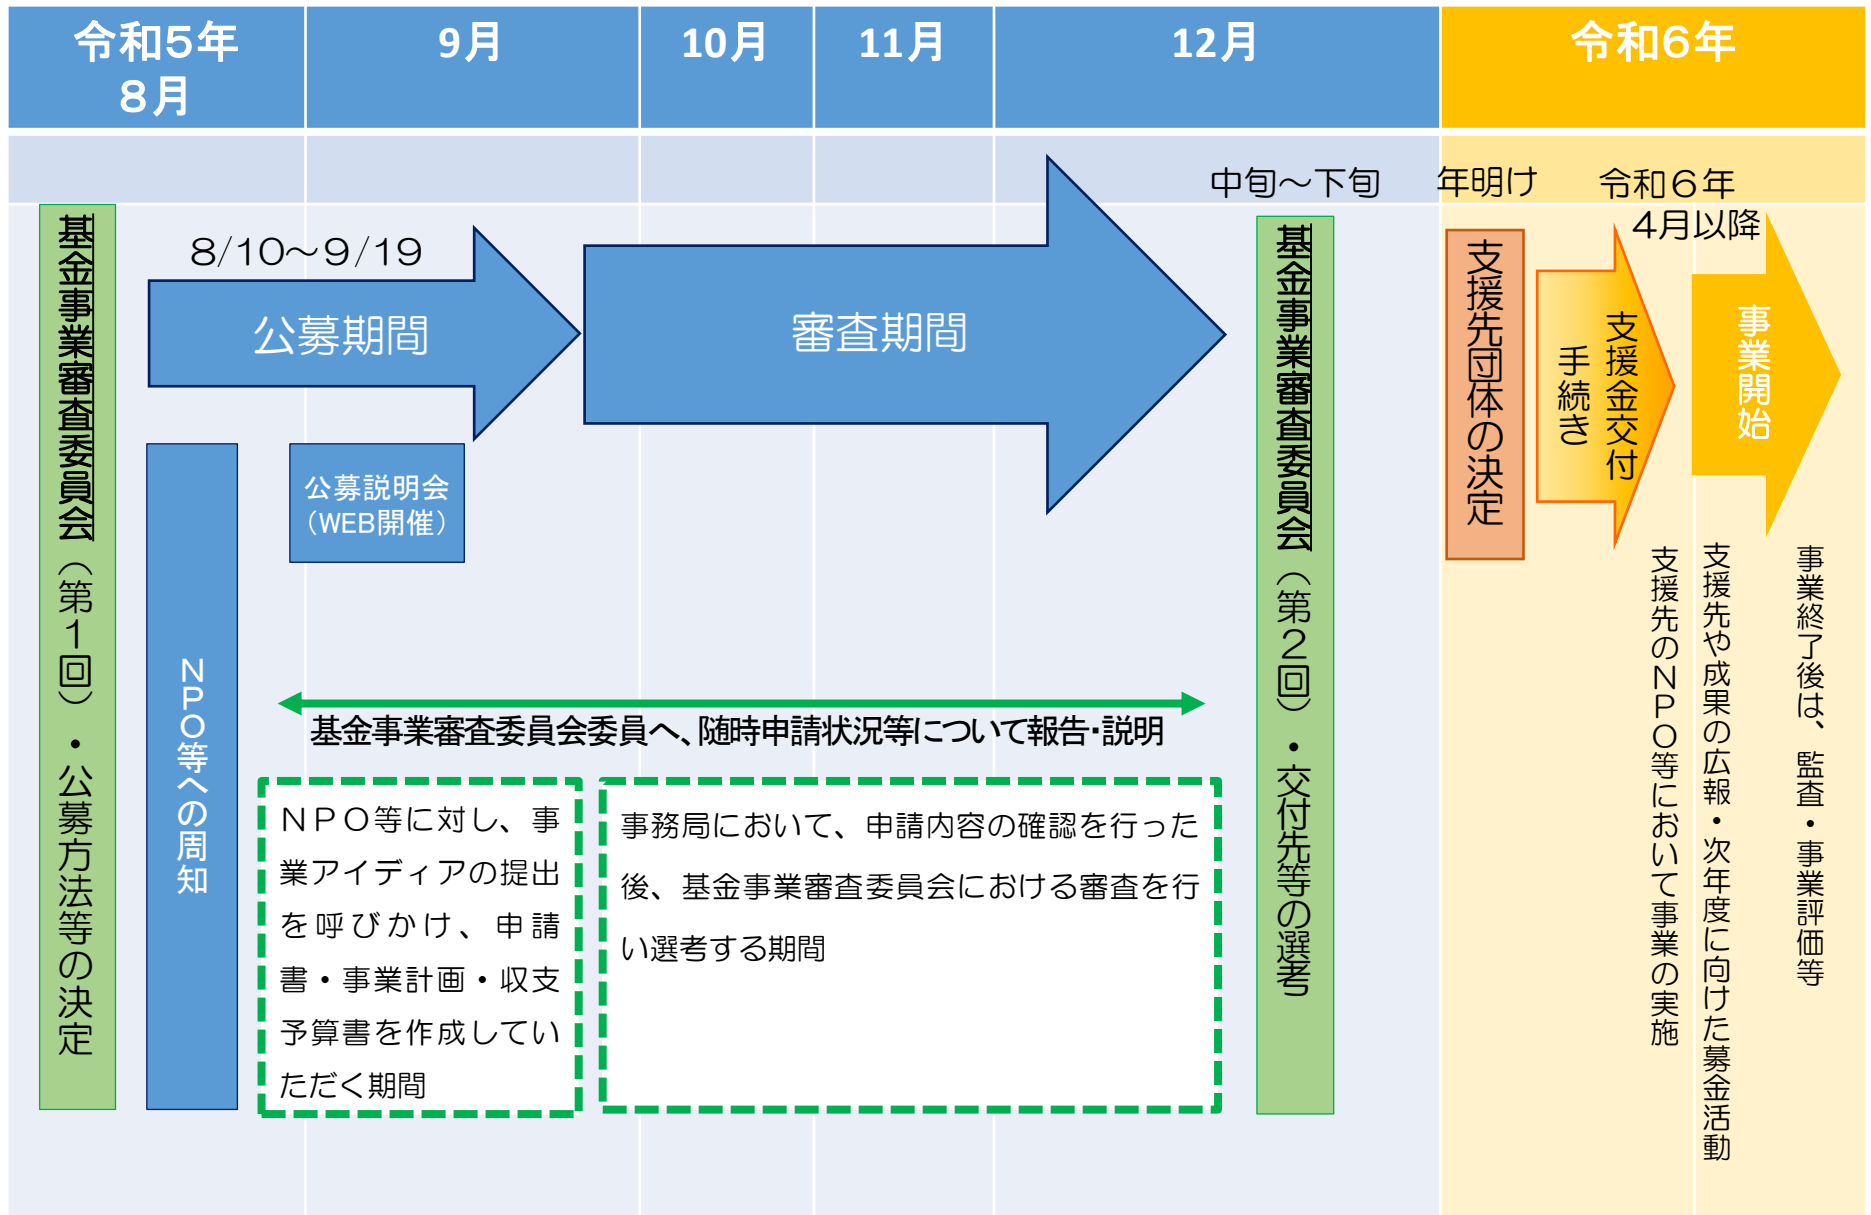 令和5年
８月
9月
10月
11月
12月
令和６年
中旬～下旬
年明け
令和６年
４月以降
基金事業審査委員会（第１回）・公募方法等の決定
8/10～9/19
公募期間
審査期間
公募説明会
（WEB開催）
ＮＰＯ等への周知
基金事業審査委員会委員へ、随時申請状況等について報告・説明
ＮＰＯ等に対し、事
業アイディアの提出
を呼びかけ、申請
書・事業計画・収支
予算書を作成してい
ただく期間
事務局において、申請内容の確認を行った
後、基金事業審査委員会における審査を行
い選考する期間
基金事業審査委員会（第２回）・交付先等の選考
支援先団体の決定
支援金交付
手続き
事業開始
支援先のＮＰＯ等において事業の実施
支援先や成果の広報・次年度に向けた募金活動
事業終了後は、監査・事業評価等